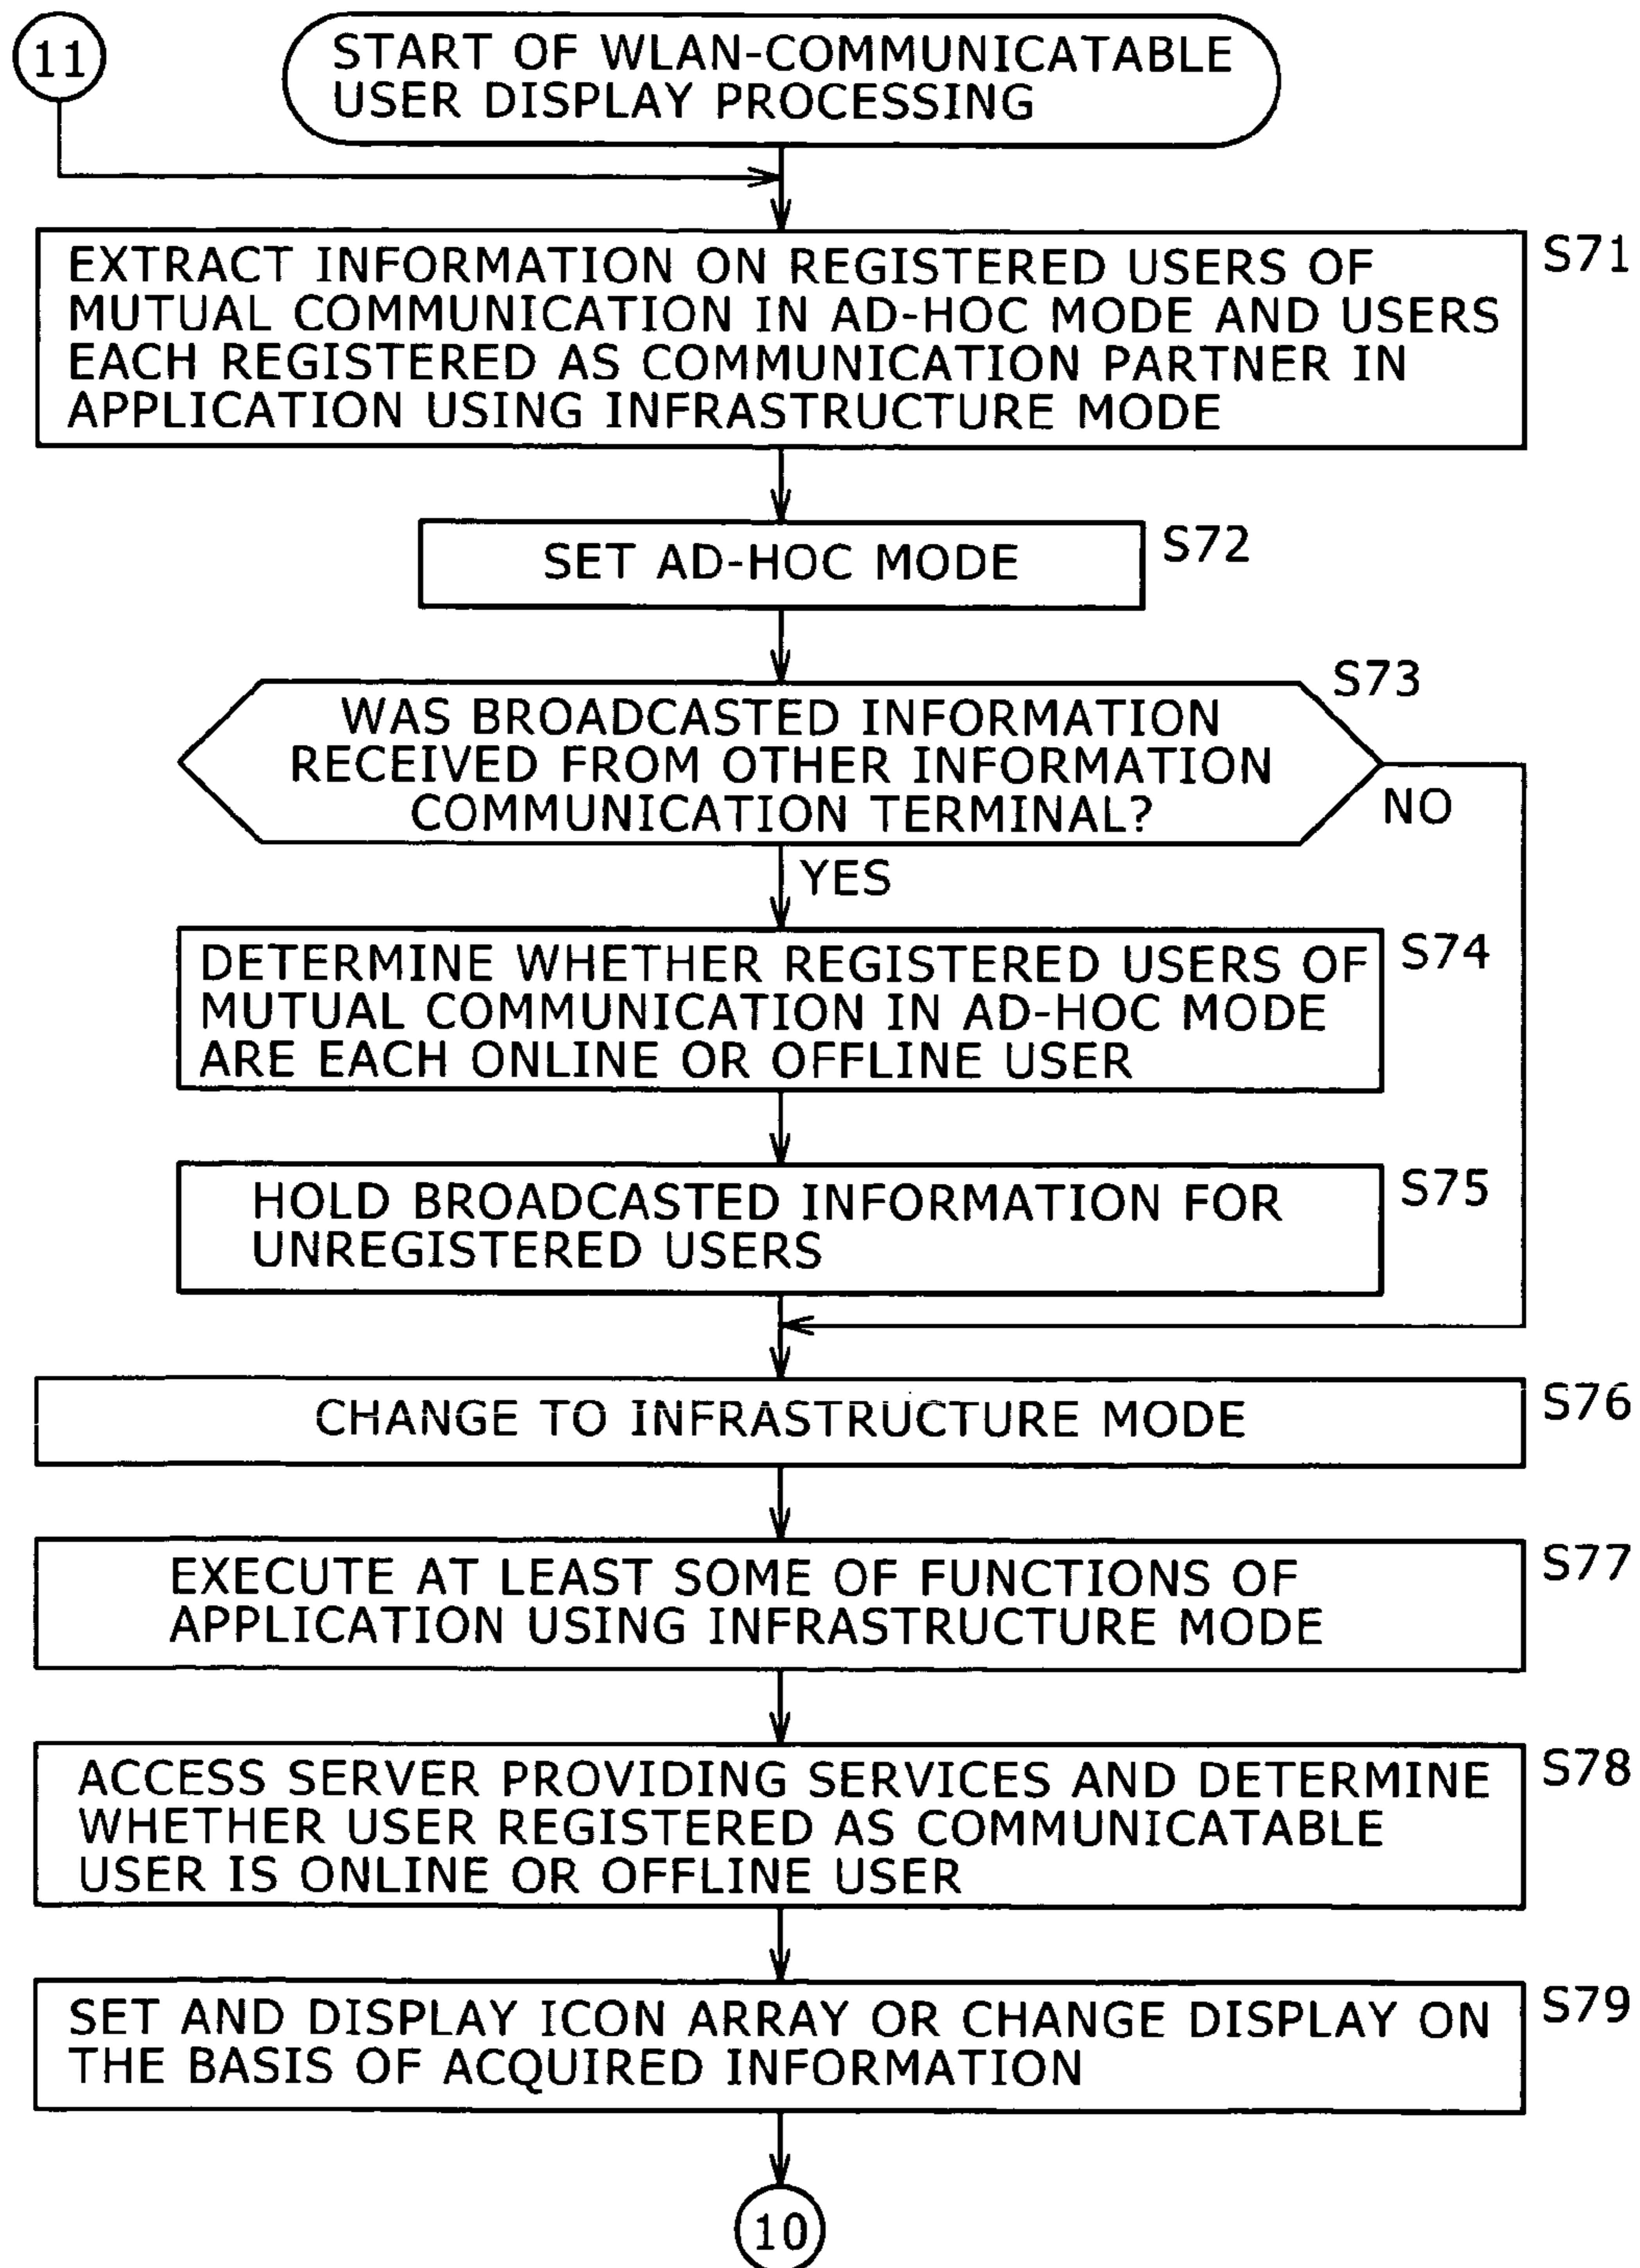 11
START OF WLAN-COMMUNICATABLE
USER DISPLAY PROCESSING
EXTRACT INFORMATION ON REGISTERED USERS OF
MUTUAL COMMUNICATION IN AD-HOC MODE AND USERS
EACH REGISTERED AS COMMUNICATION PARTNER IN
APPLICATION USING INFRASTRUCTURE MODE
S71
SET AD-HOC MODE
S72
S73
WAS BROADCASTED INFORMATION
RECEIVED FROM OTHER INFORMATION
COMMUNICATION TERMINAL?
NO
YES
DETERMINE WHETHER REGISTERED USERS OF
MUTUAL COMMUNICATION IN AD-HOC MODE
ARE EACH ONLINE OR OFFLINE USER
S74
HOLD BROADCASTED INFORMATION FOR
UNREGISTERED USERS
S75
CHANGE TO INFRASTRUCTURE MODE
S76
EXECUTE AT LEAST SOME OF FUNCTIONS OF
APPLICATION USING INFRASTRUCTURE MODE
S77
ACCESS SERVER PROVIDING SERVICES AND DETERMINE
WHETHER USER REGISTERED AS COMMUNICATABLE
USER IS ONLINE OR OFFLINE USER
S78
SET AND DISPLAY ICON ARRAY OR CHANGE DISPLAY ON
THE BASIS OF ACQUIRED INFORMATION
S79
10